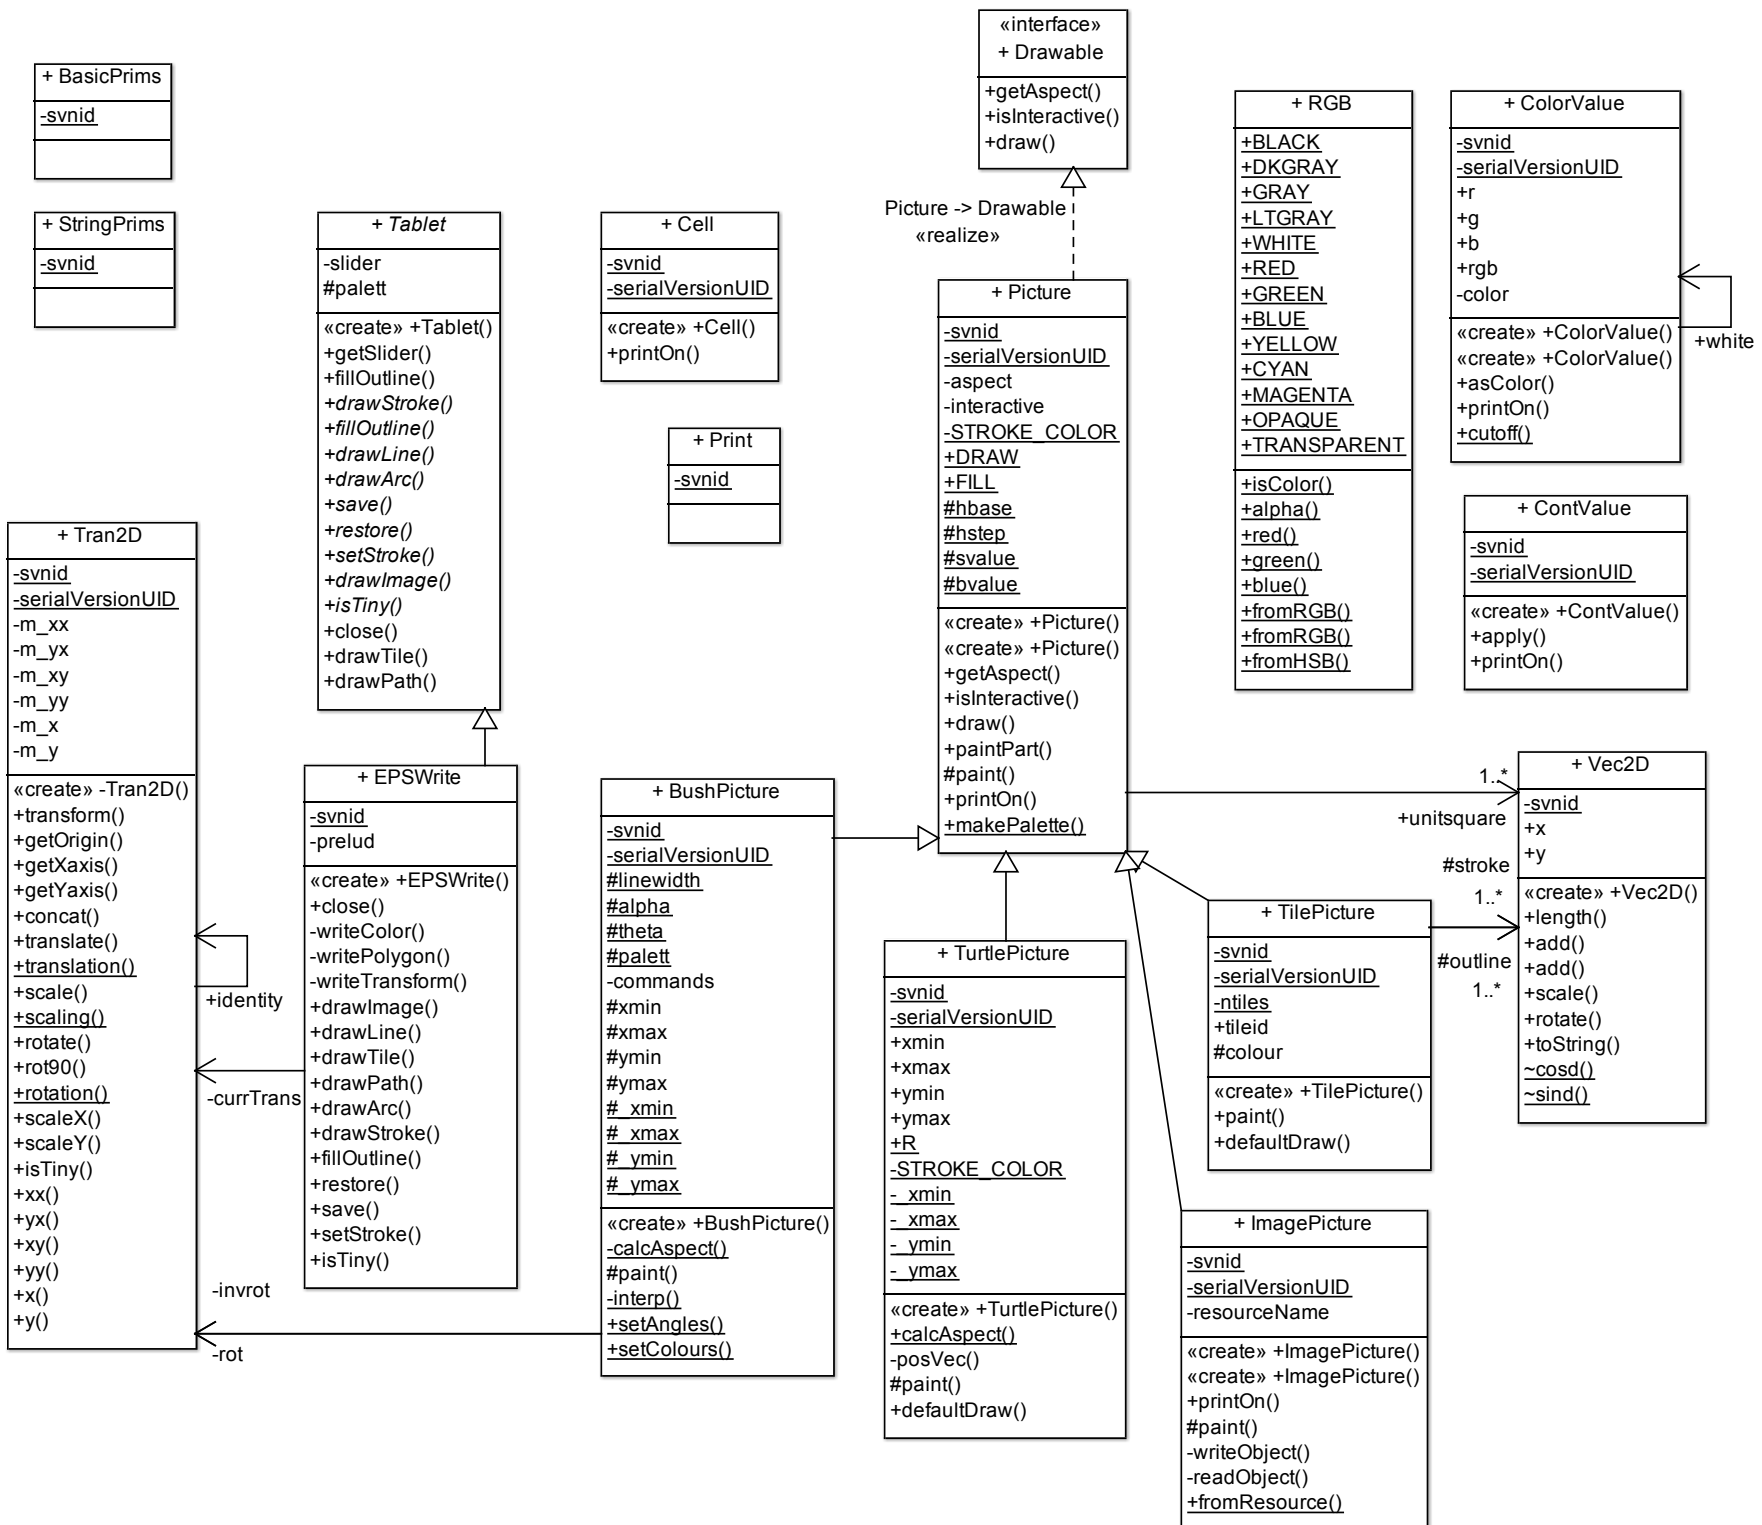 «interface»
+ Drawable
+getAspect()
+isInteractive()
+draw()
Picture -> Drawable
«realize»
+ BasicPrims
-svnid
+ StringPrims
-svnid
+ Tablet
-slider
#palett
«create» +Tablet()
+getSlider()
+fillOutline()
+drawStroke()
+fillOutline()
+drawLine()
+drawArc()
+save()
+restore()
+setStroke()
+drawImage()
+isTiny()
+close()
+drawTile()
+drawPath()
+ Cell
-svnid
-serialVersionUID
«create» +Cell()
+printOn()
+ Print
-svnid
+ Picture
-svnid
-serialVersionUID
-aspect
-interactive
-STROKE_COLOR
+DRAW
+FILL
#hbase
#hstep
#svalue
#bvalue
«create» +Picture()
«create» +Picture()
+getAspect()
+isInteractive()
+draw()
+paintPart()
#paint()
+printOn()
+makePalette()
+ RGB
+BLACK
+DKGRAY
+GRAY
+LTGRAY
+WHITE
+RED
+GREEN
+BLUE
+YELLOW
+CYAN
+MAGENTA
+OPAQUE
+TRANSPARENT
+isColor()
+alpha()
+red()
+green()
+blue()
+fromRGB()
+fromRGB()
+fromHSB()
+ ColorValue
-svnid
-serialVersionUID
+r
+g
+b
+rgb
-color
«create» +ColorValue()
«create» +ColorValue()
+asColor()
+printOn()
+cutoff()
+white
+ ContValue
-svnid
-serialVersionUID
«create» +ContValue()
+apply()
+printOn()
+ Tran2D
-svnid
-serialVersionUID
-m_xx
-m_yx
-m_xy
-m_yy
-m_x
-m_y
«create» -Tran2D()
+transform()
+getOrigin()
+getXaxis()
+getYaxis()
+concat()
+translate()
+translation()
+scale()
+scaling()
+rotate()
+rot90()
+rotation()
+scaleX()
+scaleY()
+isTiny()
+xx()
+yx()
+xy()
+yy()
+x()
+y()
+identity
-currTrans
-invrot
-rot
+ EPSWrite
-svnid
-prelud
«create» +EPSWrite()
+close()
-writeColor()
-writePolygon()
-writeTransform()
+drawImage()
+drawLine()
+drawTile()
+drawPath()
+drawArc()
+drawStroke()
+fillOutline()
+restore()
+save()
+setStroke()
+isTiny()
+ BushPicture
-svnid
-serialVersionUID
#linewidth
#alpha
#theta
#palett
-commands
#xmin
#xmax
#ymin
#ymax
#_xmin
#_xmax
#_ymin
#_ymax
«create» +BushPicture()
-calcAspect()
#paint()
-interp()
+setAngles()
+setColours()
+ TurtlePicture
-svnid
-serialVersionUID
+xmin
+xmax
+ymin
+ymax
+R
-STROKE_COLOR
-_xmin
-_xmax
-_ymin
-_ymax
«create» +TurtlePicture()
+calcAspect()
-posVec()
#paint()
+defaultDraw()
+ TilePicture
-svnid
-serialVersionUID
-ntiles
+tileid
#colour
«create» +TilePicture()
+paint()
+defaultDraw()
1..*
+unitsquare
#stroke
1..*
#outline
1..*
+ Vec2D
-svnid
+x
+y
«create» +Vec2D()
+length()
+add()
+add()
+scale()
+rotate()
+toString()
~cosd()
~sind()
+ ImagePicture
-svnid
-serialVersionUID
-resourceName
«create» +ImagePicture()
«create» +ImagePicture()
+printOn()
#paint()
-writeObject()
-readObject()
+fromResource()